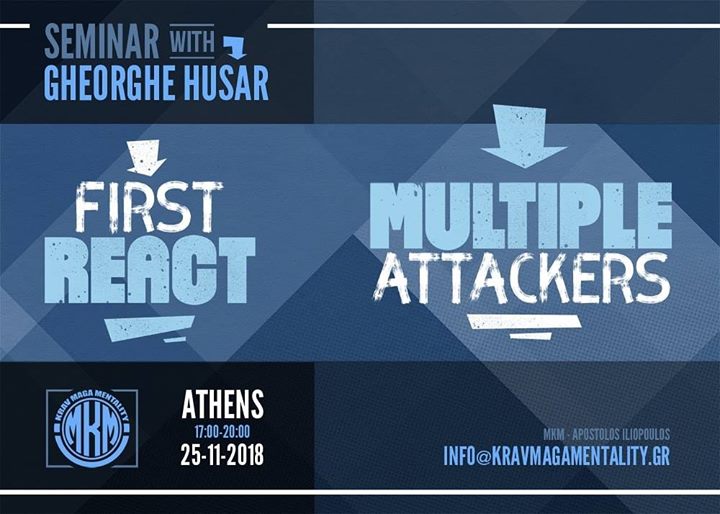 SEMINAR WITH
GHEORGHE HUSAR
FIRST
REACT
MULTIPLE
ATTACKERS
KRAV MAGA MENTALITY
MKM
ATHENS
17:00-20:00
25-11-2018
MKM - APOSTOLOS ILIOPOULOS
INFO@KRAVMAGAMENTALITY.GR